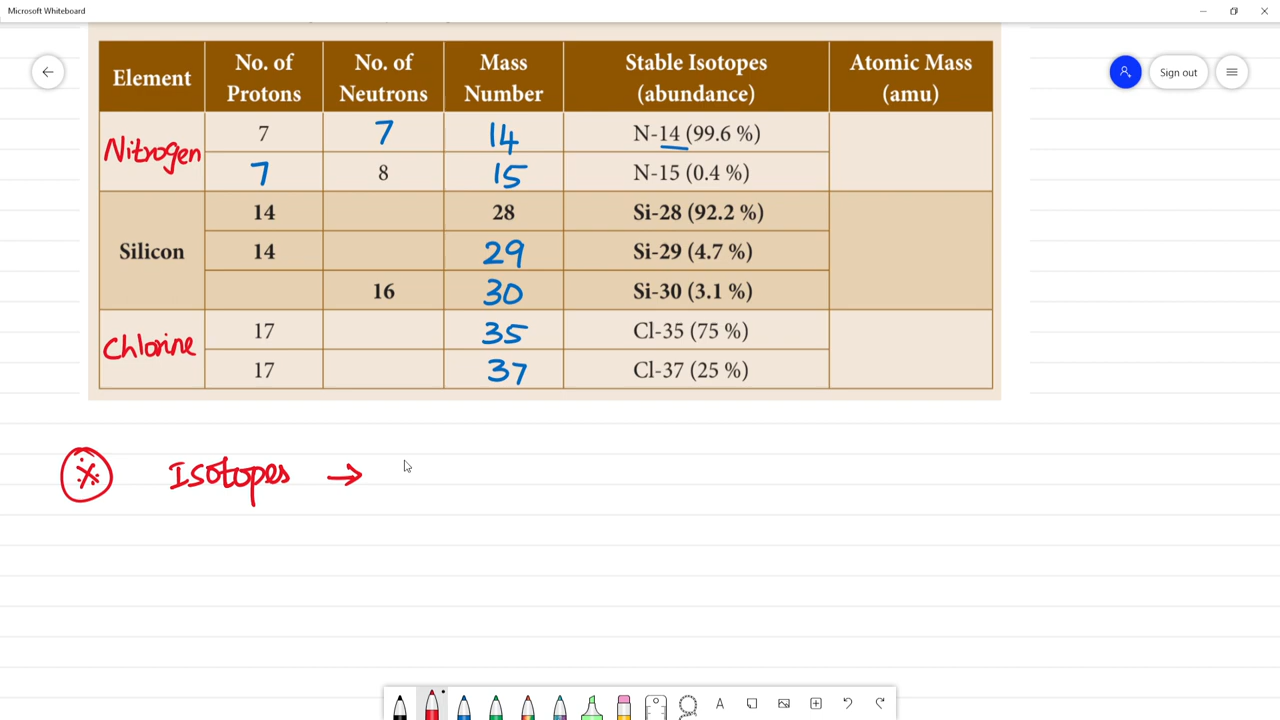 Microsoft Whiteboard
Sign out
Element No. of Protons No. of Neutrons Mass Number Stable Isotopes (abundance) Atomic Mass (amu)
Nitrogen 7 7 14 N-14 (99.6 %)
7 8 15 N-15 (0.4 %)
Silicon 14 28 Si-28 (92.2 %)
14 29 Si-29 (4.7 %)
16 30 Si-30 (3.1 %)
Chlorine 17 35 Cl-35 (75 %)
17 37 Cl-37 (25 %)
Isotopes →
A